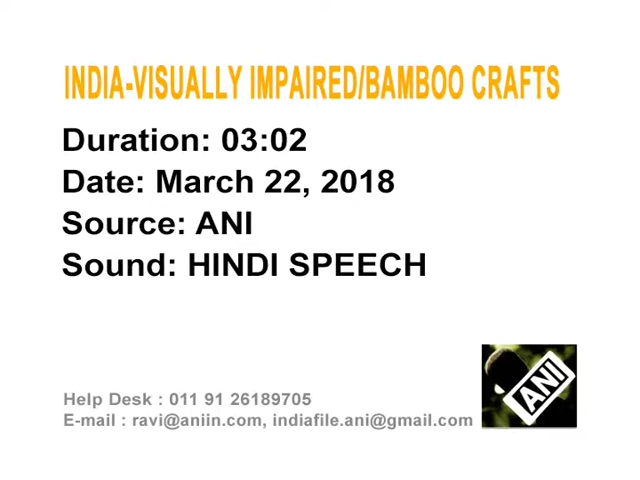 INDIA-VISUALLY IMPAIRED/BAMBOO CRAFTS
Duration: 03:02
Date: March 22, 2018
Source: ANI
Sound: HINDI SPEECH
ANI
Help Desk : 011 91 26189705
E-mail : ravi@aniin.com, indiafile.ani@gmail.com